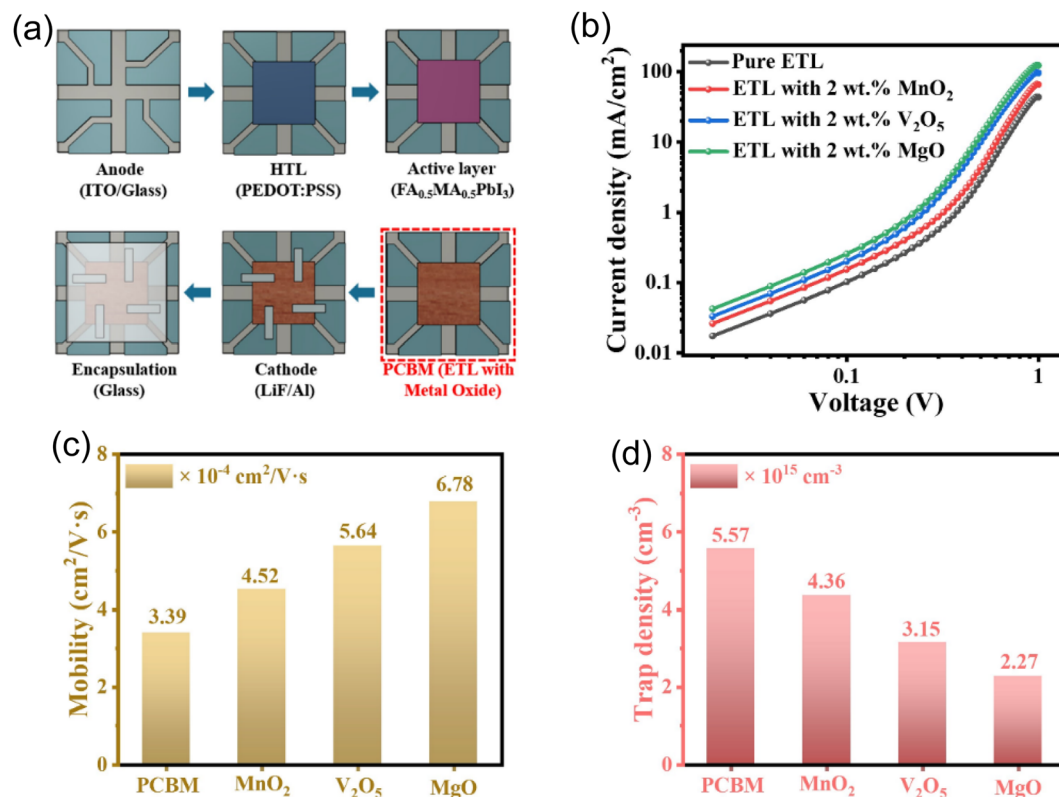 (a)
Anode
(ITO/Glass)
HTL
(PEDOT:PSS)
Active layer
(FA₀.₅MA₀.₅PbI₃)
Encapsulation
(Glass)
Cathode
(LiF/Al)
PCBM (ETL with
Metal Oxide)
(b)
Pure ETL
ETL with 2 wt.% MnO₂
ETL with 2 wt.% V₂O₅
ETL with 2 wt.% MgO
Current density (mA/cm²)
100
10
1
0.1
0.01
0.1
1
Voltage (V)
(c)
× 10⁻⁴ cm²/V·s
Mobility (cm²/V·s)
8
6
4
2
0
3.39
4.52
5.64
6.78
PCBM
MnO₂
V₂O₅
MgO
(d)
× 10¹⁵ cm⁻³
Trap density (cm⁻³)
8
6
4
2
0
5.57
4.36
3.15
2.27
PCBM
MnO₂
V₂O₅
MgO